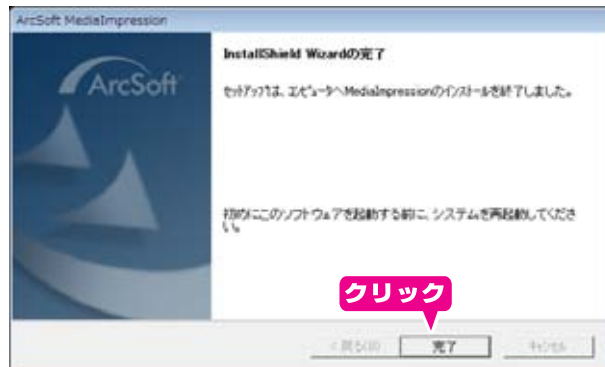 ArcSoft MediaImpression
ArcSoft
InstallShield Wizardの完了
セットアップは、コンピュータへMediaImpressionのインストールを終了しました。
初めにこのソフトウェアを起動する前に、システムを再起動してくださ
い。
クリック
< 戻る(B)
完了
キャンセル